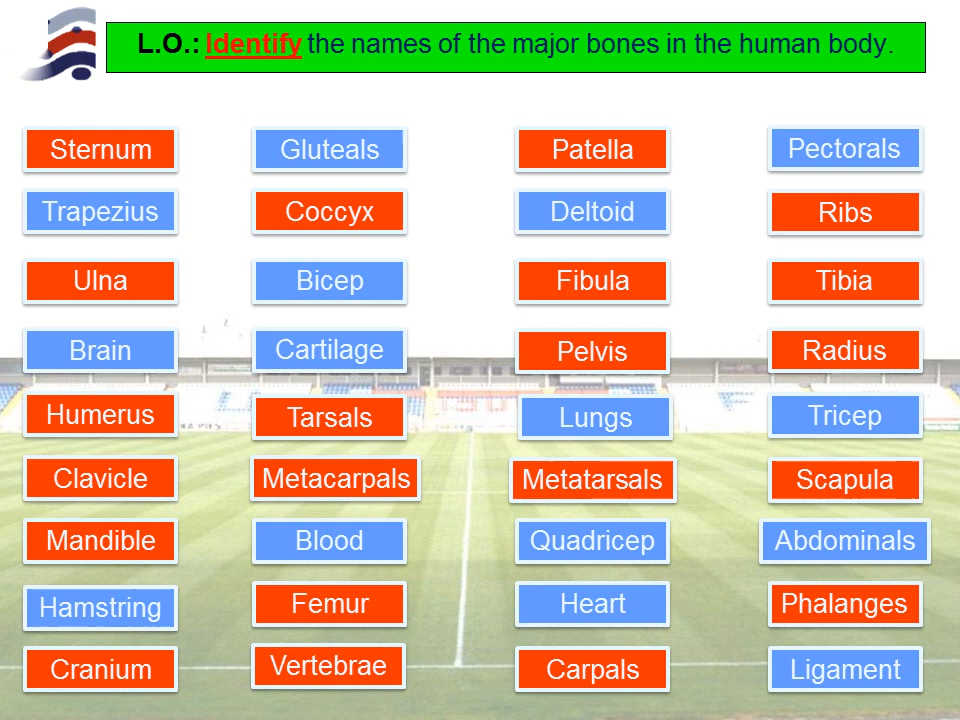 L.O.: Identify the names of the major bones in the human body.
Sternum Gluteals Patella Pectorals
Trapezius Coccyx Deltoid Ribs
Ulna Bicep Fibula Tibia
Brain Cartilage Pelvis Radius
Humerus Tarsals Lungs Tricep
Clavicle Metacarpals Metatarsals Scapula
Mandible Blood Quadricep Abdominals
Hamstring Femur Heart Phalanges
Cranium Vertebrae Carpals Ligament